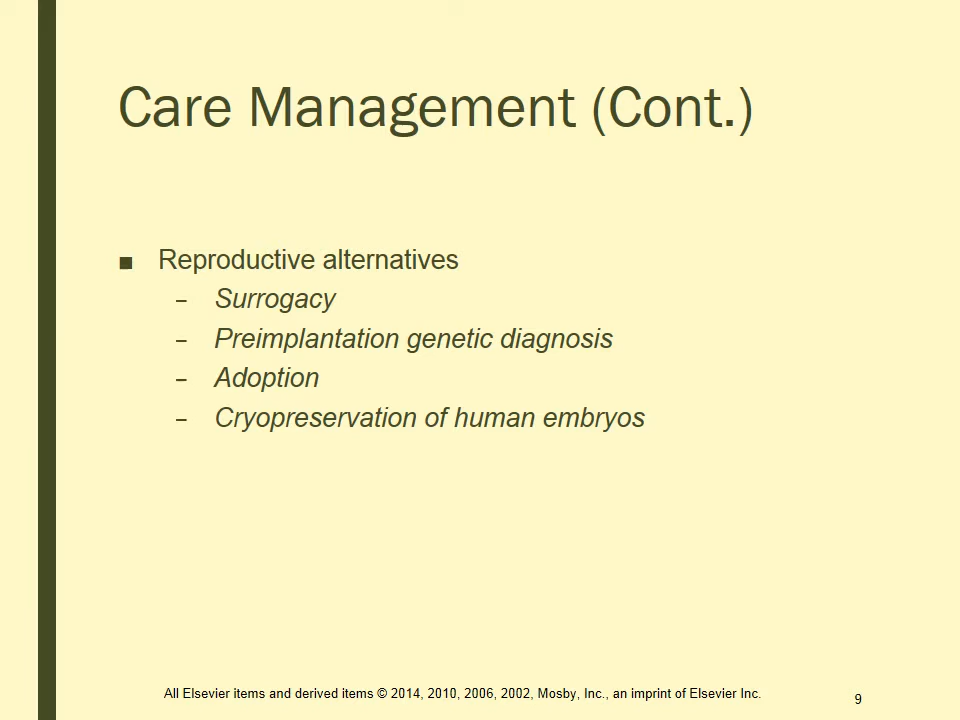 Care Management (Cont.)
■ Reproductive alternatives
– Surrogacy
– Preimplantation genetic diagnosis
– Adoption
– Cryopreservation of human embryos
All Elsevier items and derived items © 2014, 2010, 2006, 2002, Mosby, Inc., an imprint of Elsevier Inc.
9